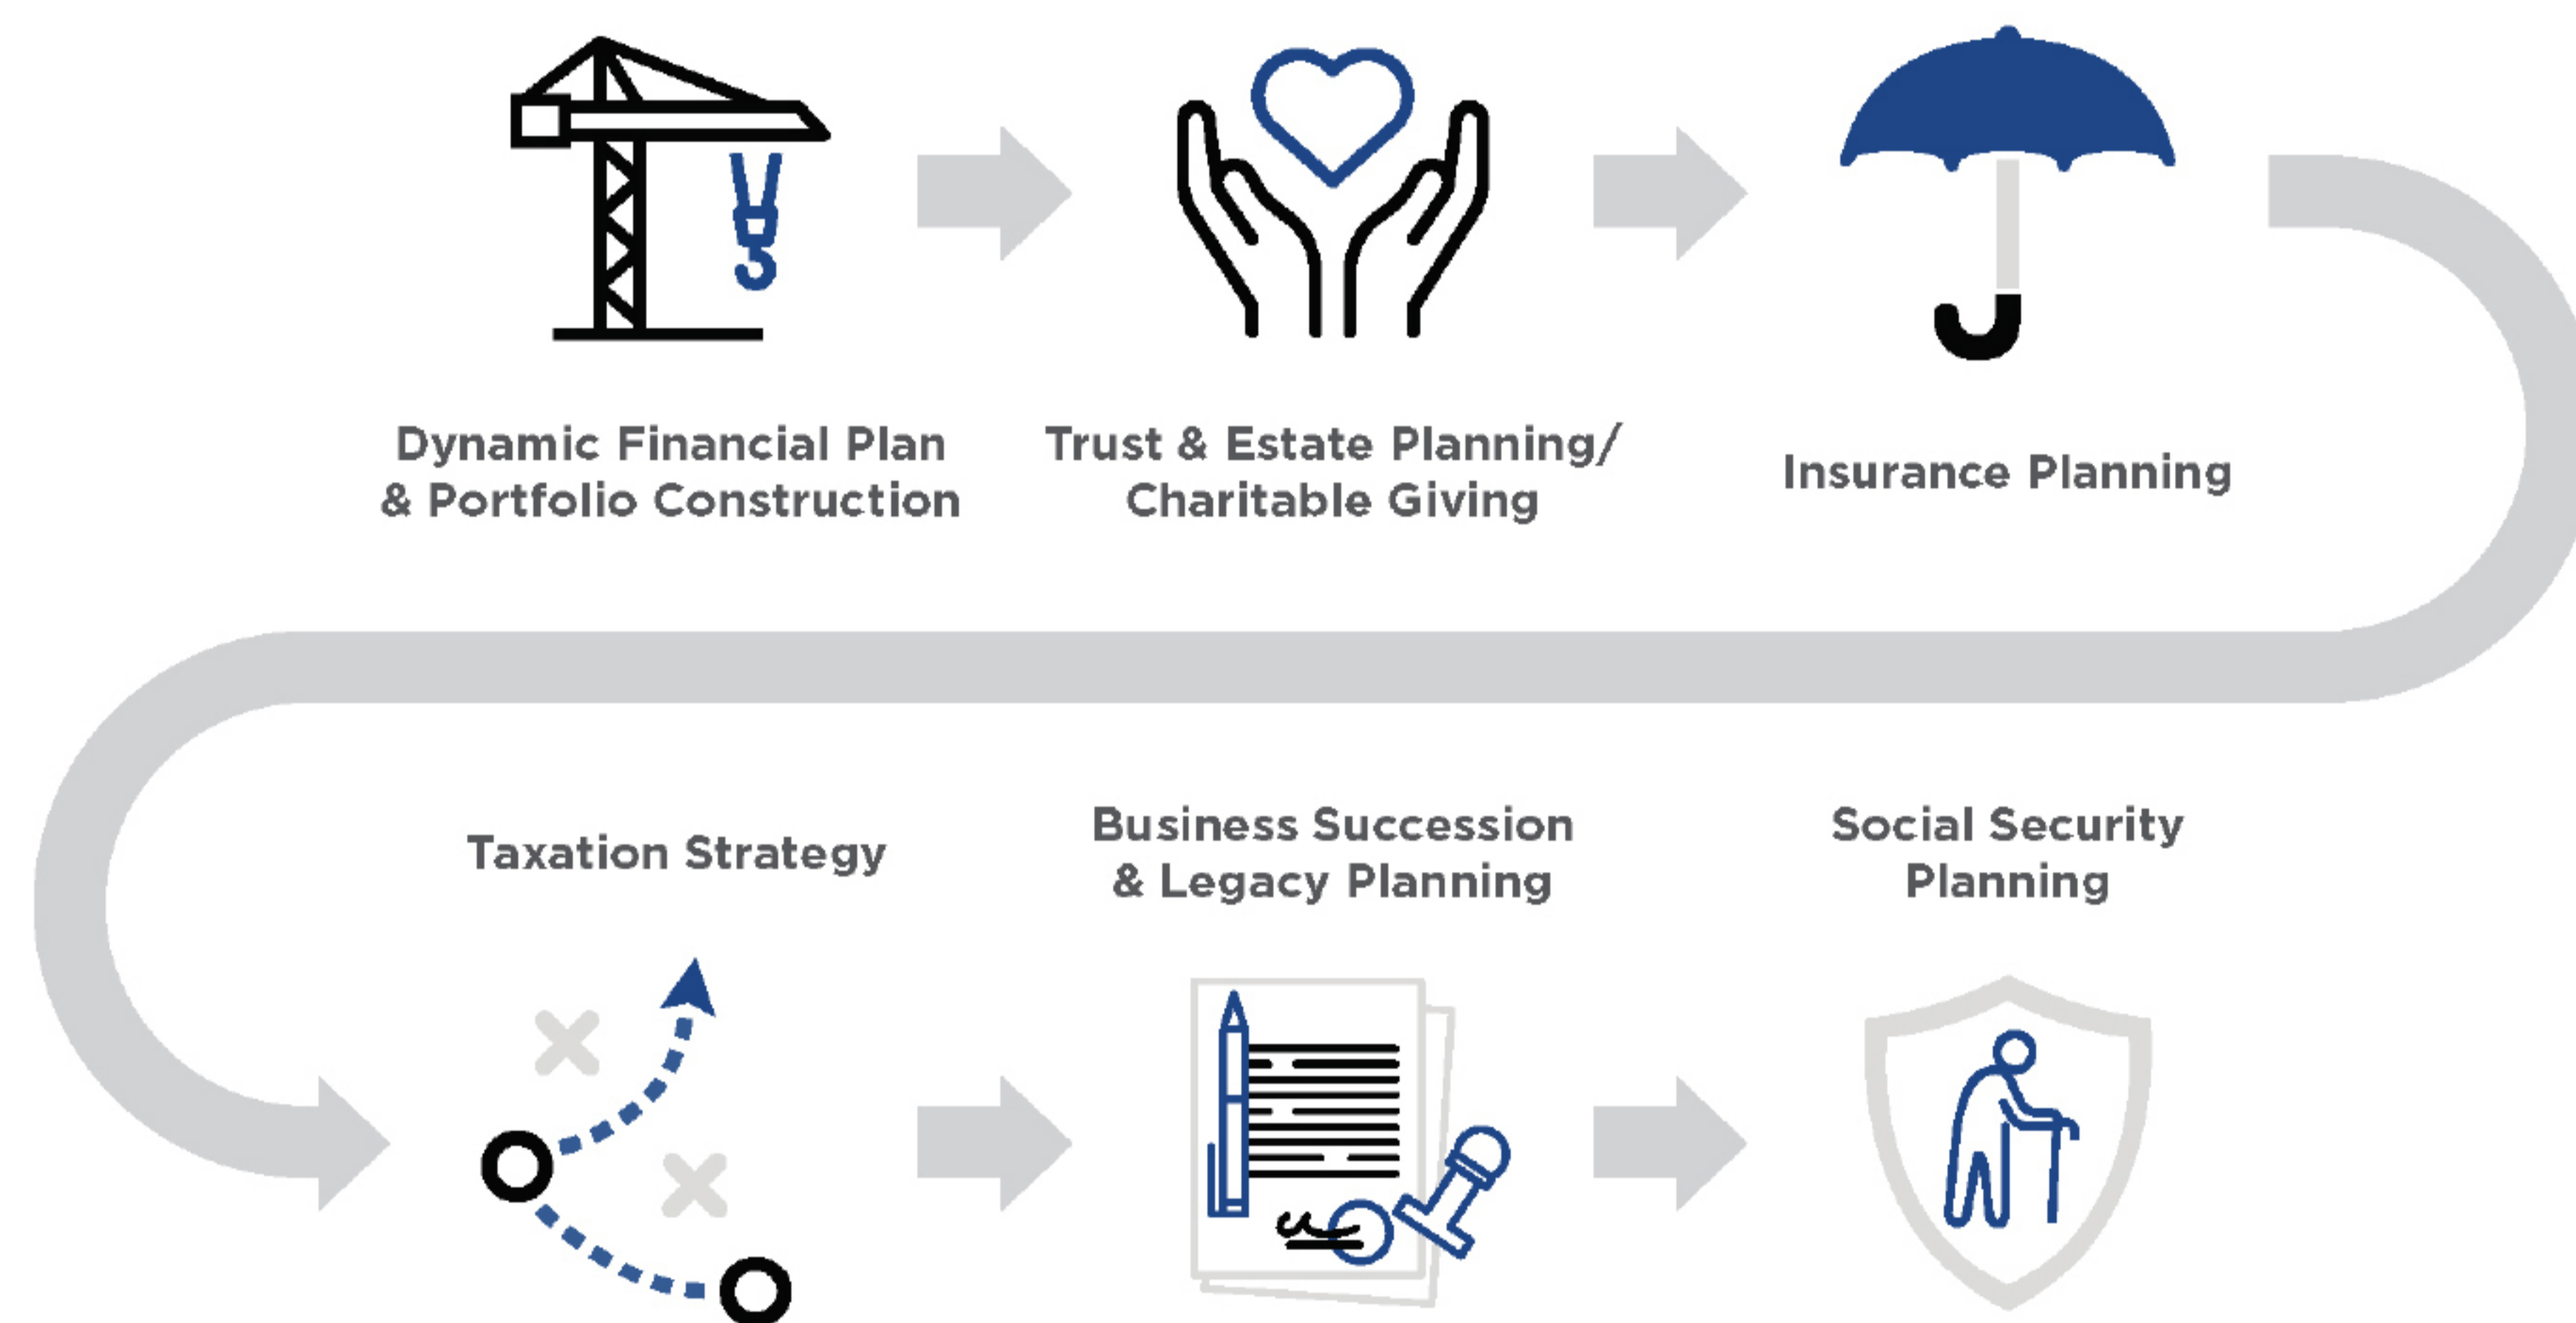 Dynamic Financial Plan
& Portfolio Construction
Trust & Estate Planning/
Charitable Giving
Insurance Planning
Taxation Strategy
Business Succession
& Legacy Planning
Social Security
Planning